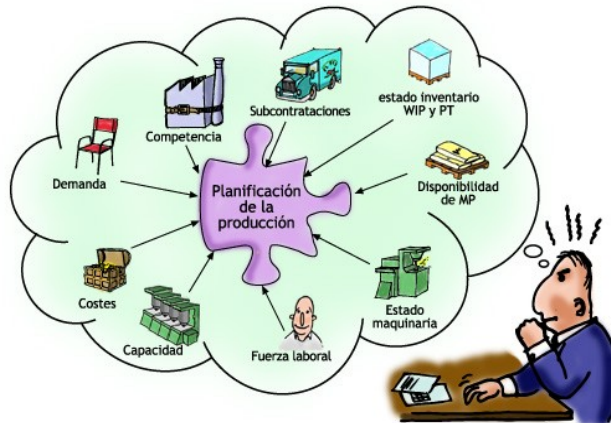 Competencia
Subcontrataciones
estado inventario
WIP y PT
Demanda
Planificación
de la
producción
Disponibilidad
de MP
Costes
Capacidad
Fuerza laboral
Estado
maquinaria